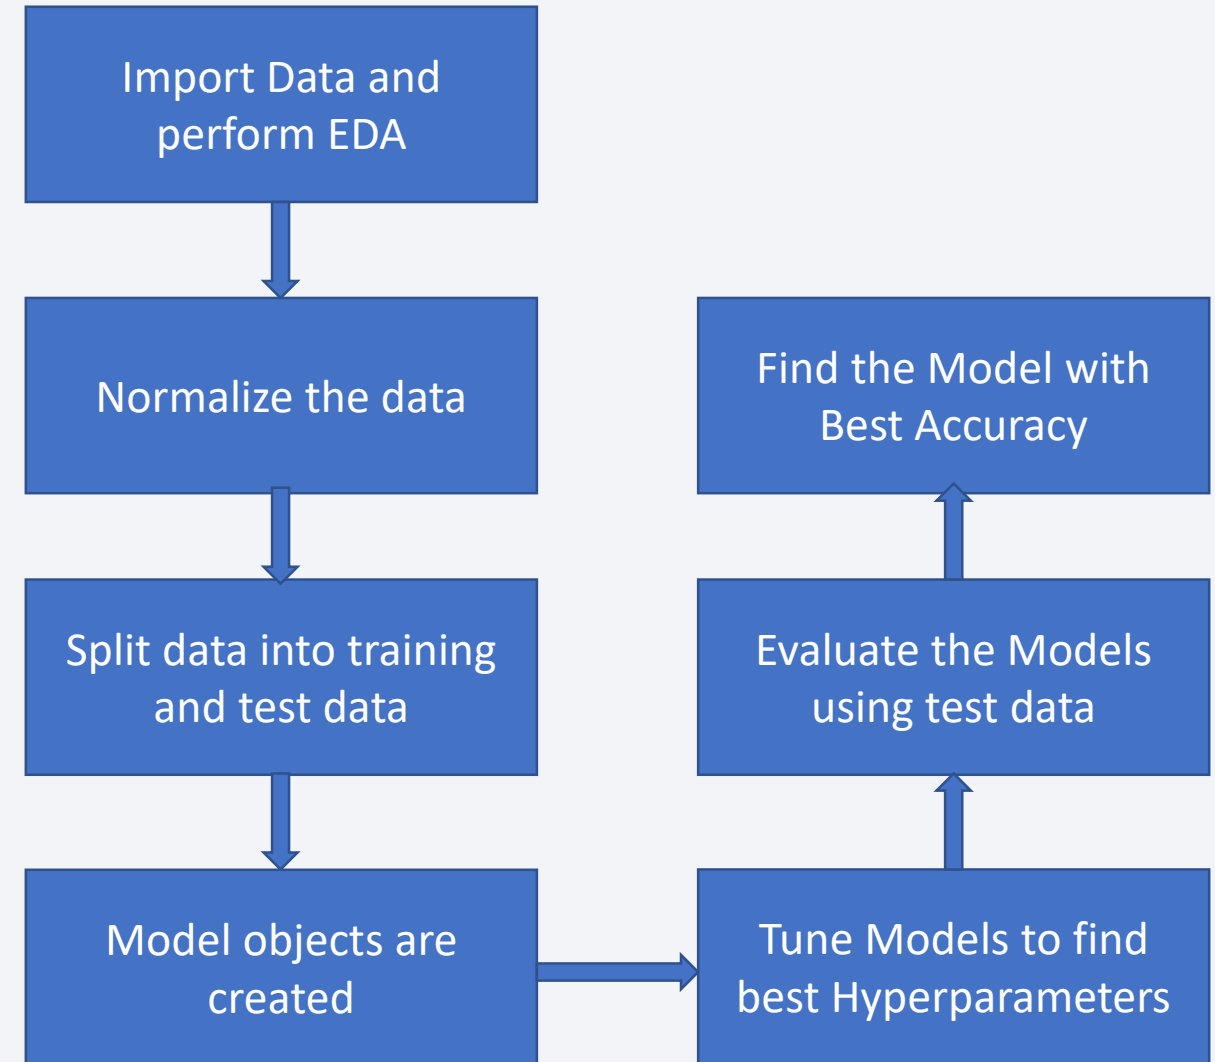 Import Data and
perform EDA
Normalize the data
Split data into training
and test data
Model objects are
created
Tune Models to find
best Hyperparameters
Evaluate the Models
using test data
Find the Model with
Best Accuracy